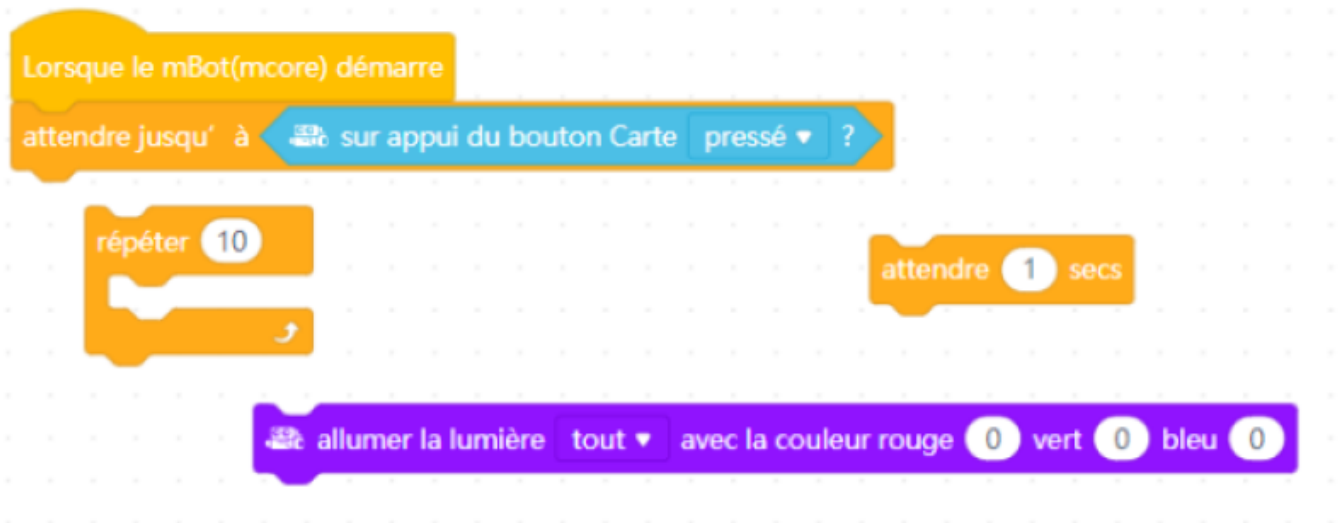 Lorsque le mBot(mcore) démarre
attendre jusqu' à sur appui du bouton Carte pressé ▾ ?
répéter 10
attendre 1 secs
allumer la lumière tout ▾ avec la couleur rouge 0 vert 0 bleu 0